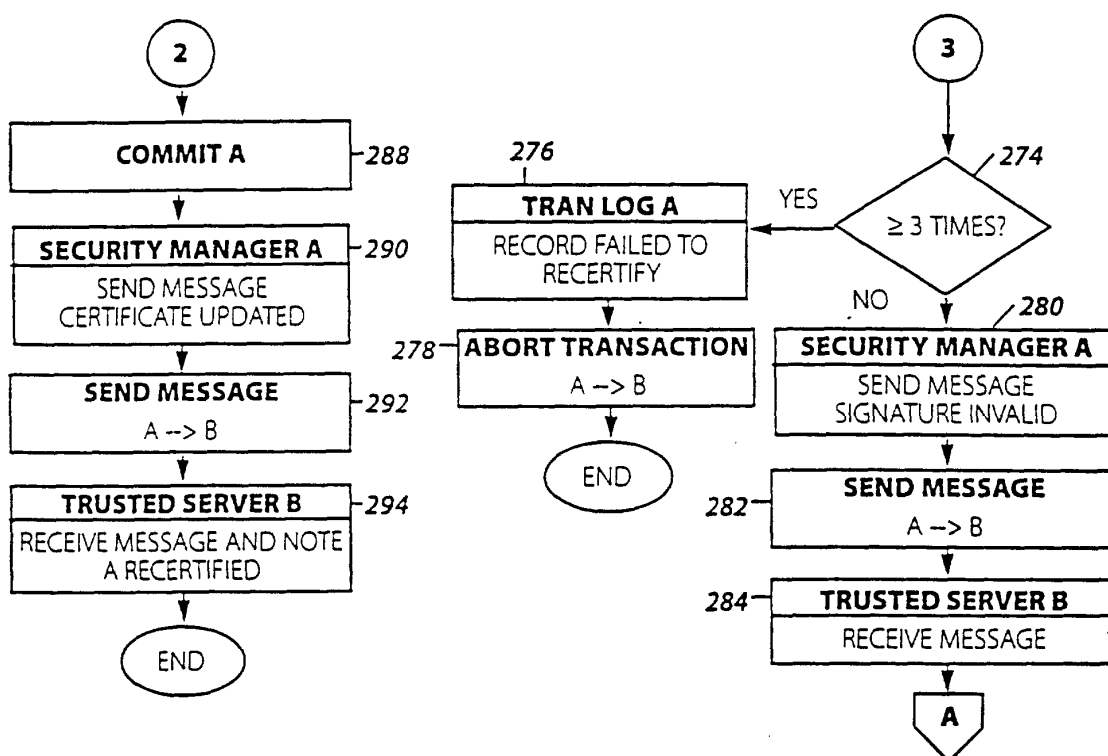 2
COMMIT A
288
SECURITY MANAGER A
290
SEND MESSAGE
CERTIFICATE UPDATED
SEND MESSAGE
292
A --> B
TRUSTED SERVER B
294
RECEIVE MESSAGE AND NOTE
A RECERTIFIED
END
276
TRAN LOG A
RECORD FAILED TO
RECERTIFY
278
ABORT TRANSACTION
A --> B
END
3
274
YES
≥ 3 TIMES?
NO
280
SECURITY MANAGER A
SEND MESSAGE
SIGNATURE INVALID
SEND MESSAGE
282
A --> B
284
TRUSTED SERVER B
RECEIVE MESSAGE
A